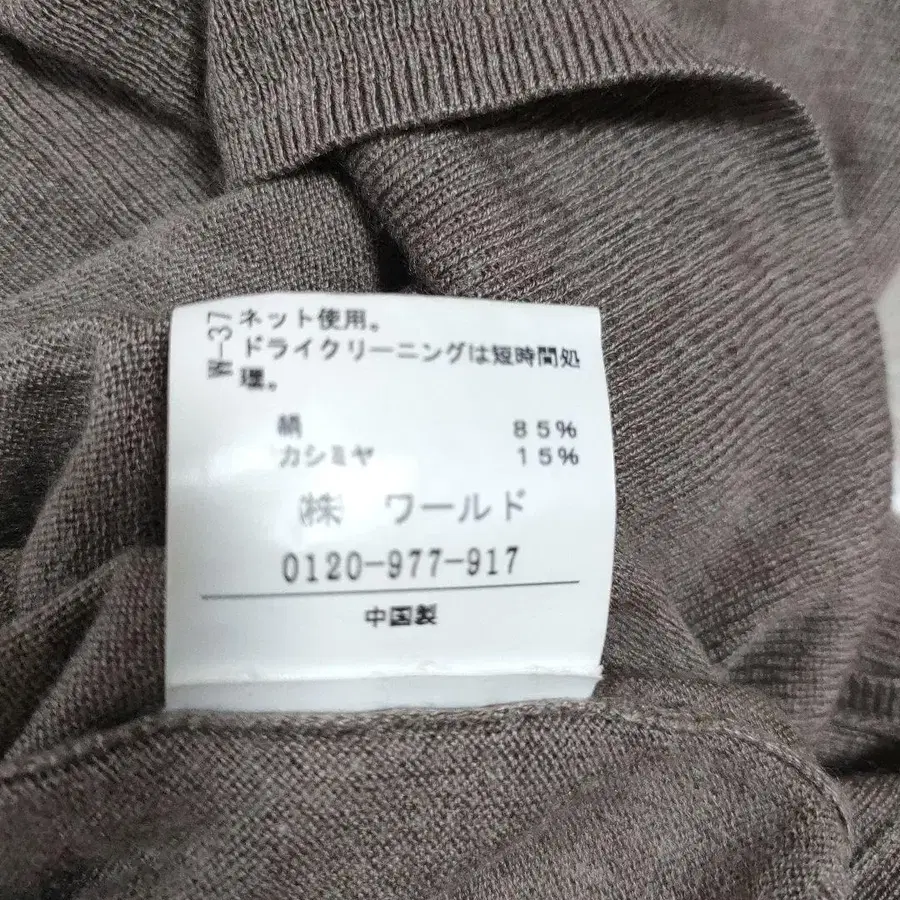 W-37
ネット使用。
ドライクリーニングは短時間処
理。
絹 85%
カシミヤ 15%
㈱ ワールド
0120-977-917
中国製